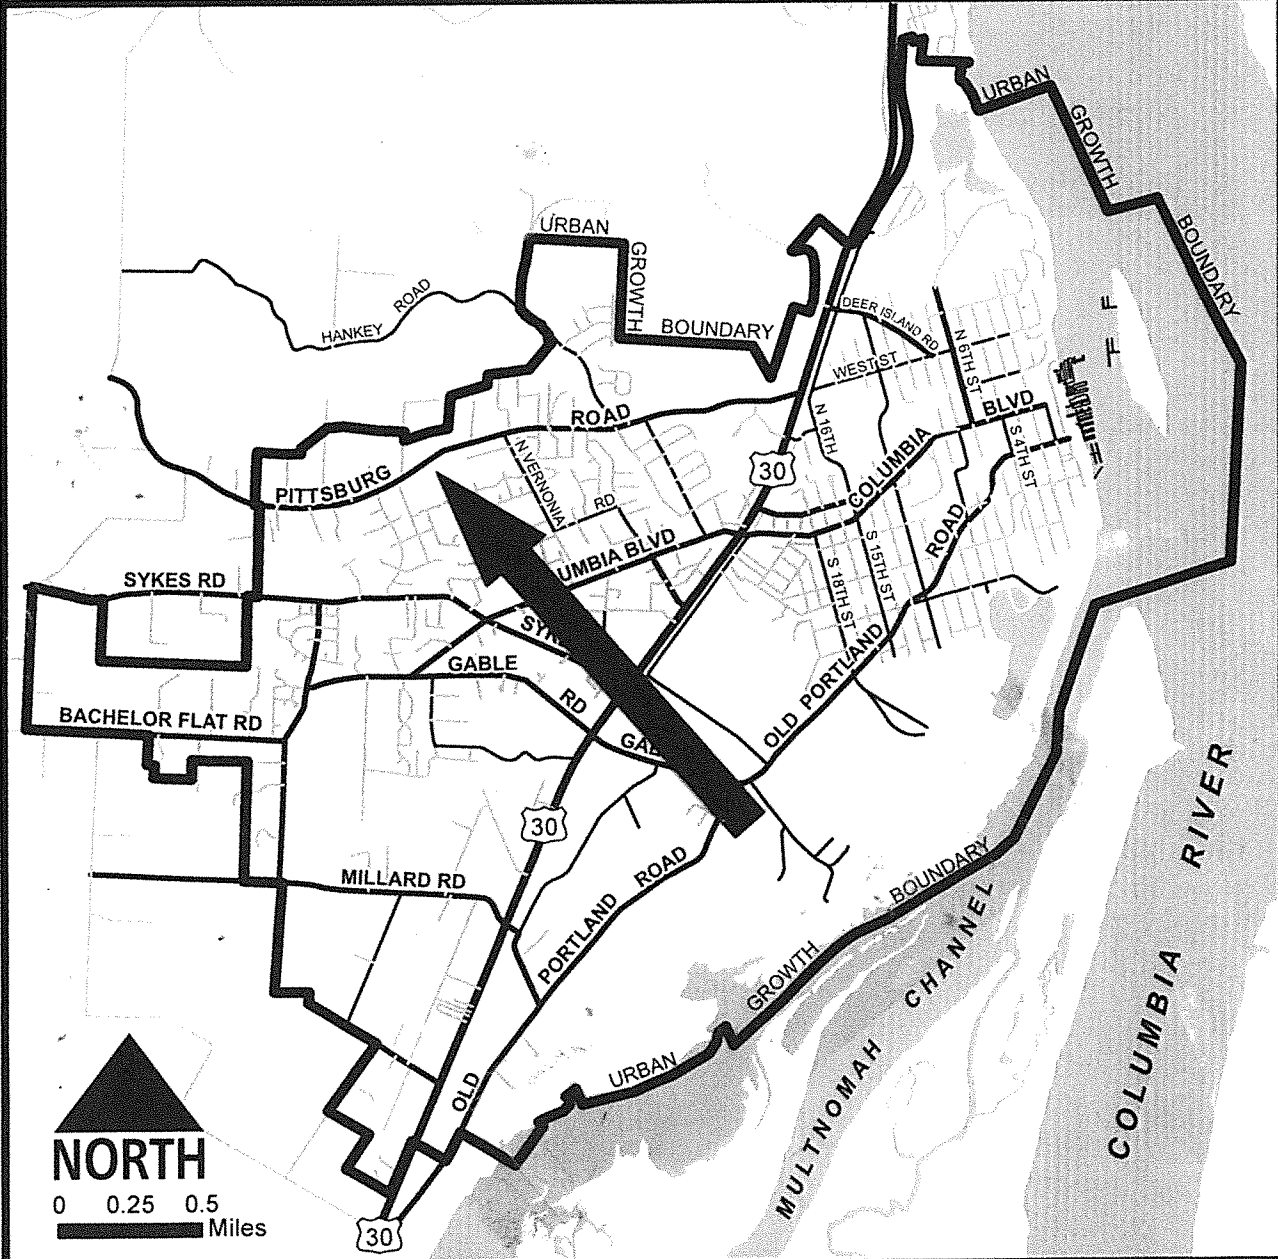 URBAN
GROWTH
BOUNDARY
URBAN
GROWTH
BOUNDARY
HANKEY
ROAD
DEER ISLAND RD
N 6TH ST
WEST ST
ROAD
N 16TH
BLVD
S 4TH ST
N VERNONIA
30
COLUMBIA
PITTSBURG
RD
ROAD
UMBIA BLVD
S 15TH ST
S 18TH ST
SYKES RD
SYK
GABLE
RD
OLD PORTLAND
BACHELOR FLAT RD
GAB
30
RIVER
BOUNDARY
MILLARD RD
ROAD
PORTLAND
CHANNEL
GROWTH
COLUMBIA
URBAN
OLD
MULTNOMAH
NORTH
0 0.25 0.5
Miles
30